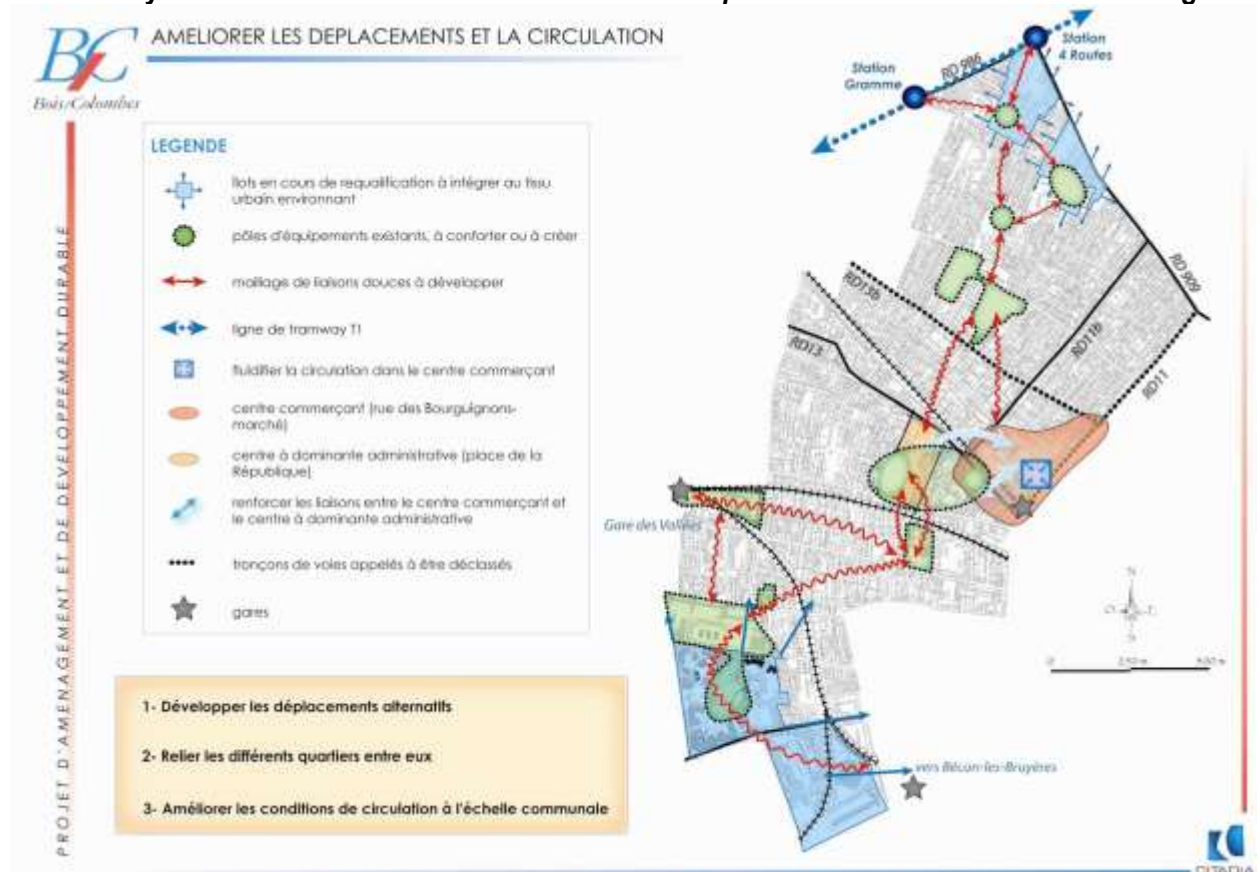 AMELIORER LES DEPLACEMENTS ET LA CIRCULATION
B/C
Bois/Colombes
LEGENDE
îlots en cours de requalification à intégrer au tissu
urbain environnant
pôles d'équipements existants, à conforter ou à créer
maillage de liaisons douces à développer
ligne de tramway T1
fluidifier la circulation dans le centre commerçant
centre commerçant (rue des Bourguignons-
marché)
centre à dominante administrative (place de la
République)
renforcer les liaisons entre le centre commerçant et
le centre à dominante administrative
tronçons de voies appelés à être déclassés
gares
1- Développer les déplacements alternatifs
2- Relier les différents quartiers entre eux
3- Améliorer les conditions de circulation à l'échelle communale
PROJET D'AMENAGEMENT ET DE DEVELOPPEMENT DURABLE
Station
4 Routes
RD 986
Station
Gramme
RD 909
RD13b
RD11b
RD13
RD11
Gare des Vallées
vers Bécon-les-Bruyères
N
O
E
0
250 m
500 m
CITADIA